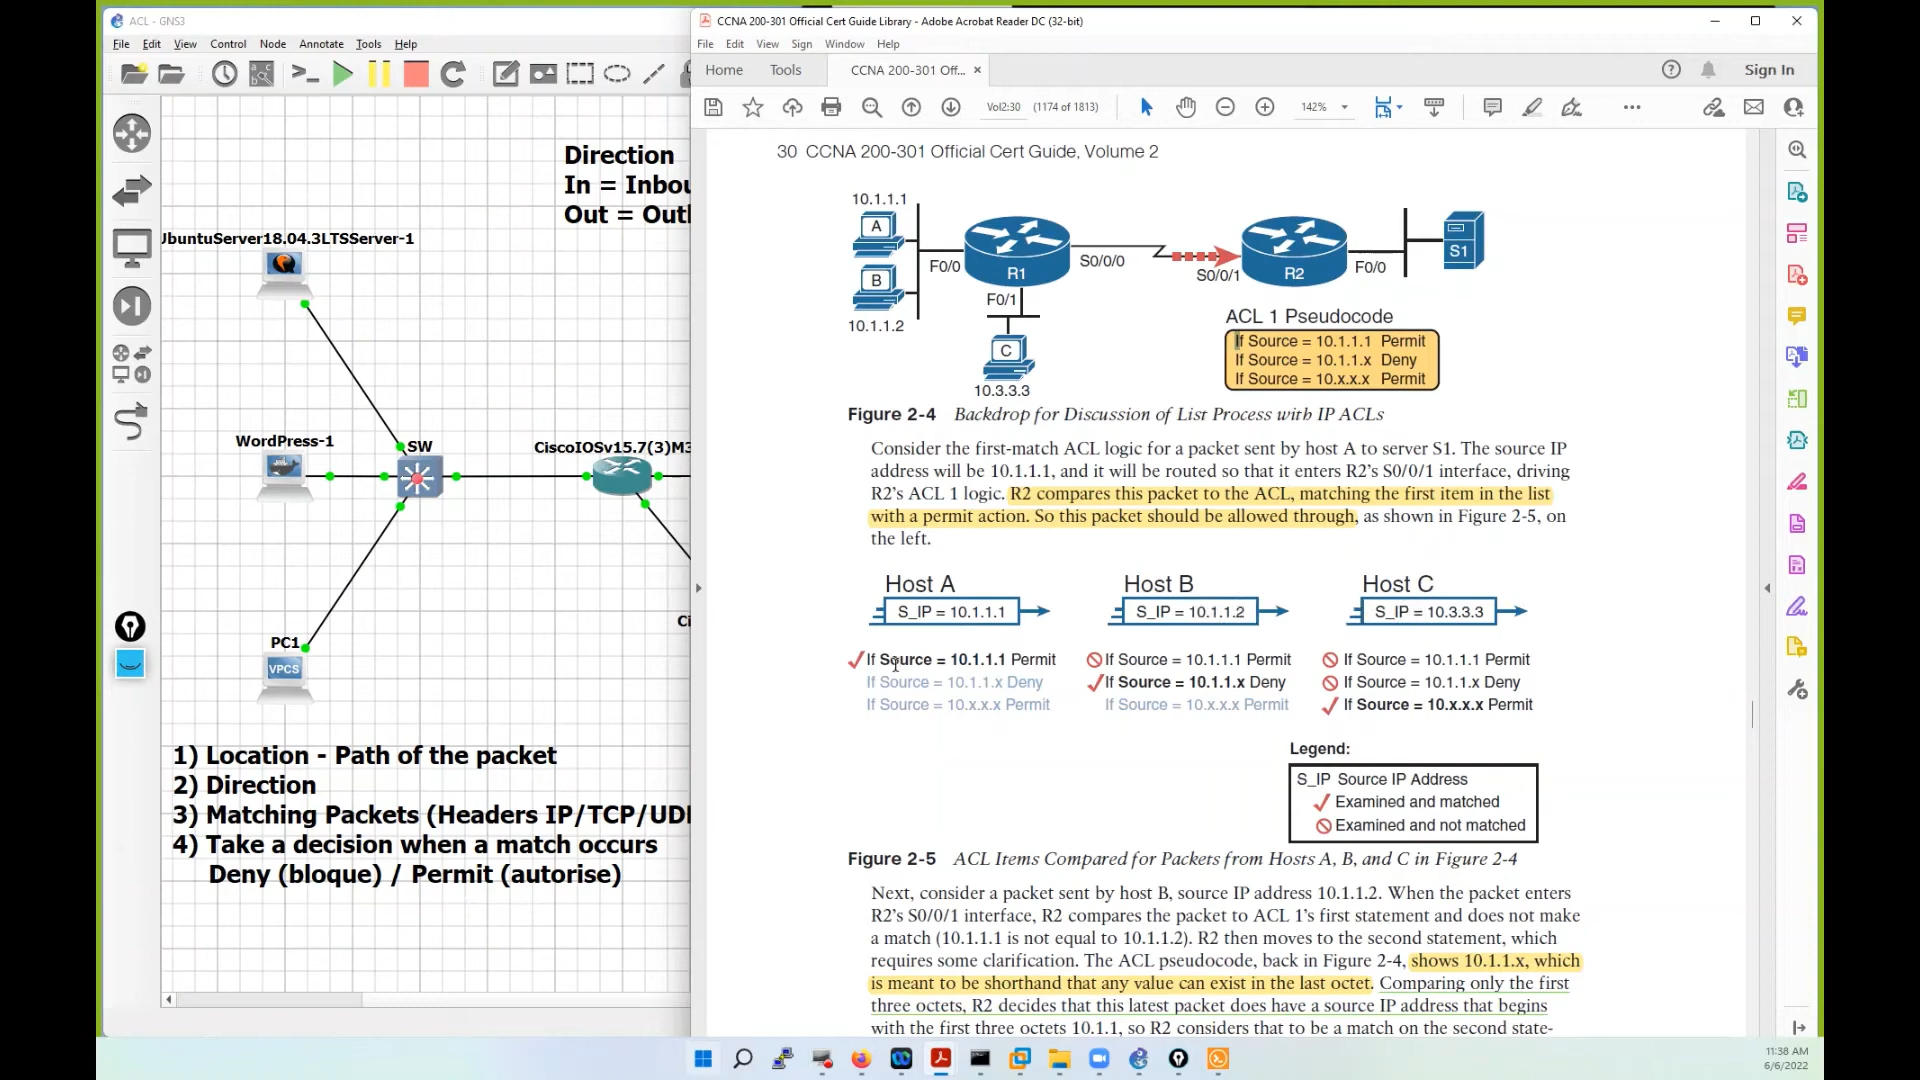 ACL - GNS3
File Edit View Control Node Annotate Tools Help
Direction
In = Inbou
Out = Out
UbuntuServer18.04.3LTSServer-1
WordPress-1
SW
CiscoIOSv15.7(3)M3
PC1
VPCS
Ci
1) Location - Path of the packet
2) Direction
3) Matching Packets (Headers IP/TCP/UD
4) Take a decision when a match occurs
Deny (bloque) / Permit (autorise)
CCNA 200-301 Official Cert Guide Library - Adobe Acrobat Reader DC (32-bit)
File Edit View Sign Window Help
Home Tools CCNA 200-301 Off... × Sign In
Vol2:30 (1174 of 1813) 142%
30 CCNA 200-301 Official Cert Guide, Volume 2
10.1.1.1
A
B
10.1.1.2
F0/0
R1
S0/0/0
F0/1
C
10.3.3.3
S0/0/1
R2
F0/0
S1
ACL 1 Pseudocode
If Source = 10.1.1.1 Permit
If Source = 10.1.1.x Deny
If Source = 10.x.x.x Permit
Figure 2-4 Backdrop for Discussion of List Process with IP ACLs
Consider the first-match ACL logic for a packet sent by host A to server S1. The source IP
address will be 10.1.1.1, and it will be routed so that it enters R2’s S0/0/1 interface, driving
R2’s ACL 1 logic. R2 compares this packet to the ACL, matching the first item in the list
with a permit action. So this packet should be allowed through, as shown in Figure 2-5, on
the left.
Host A
S_IP = 10.1.1.1
If Source = 10.1.1.1 Permit
If Source = 10.1.1.x Deny
If Source = 10.x.x.x Permit
Host B
S_IP = 10.1.1.2
If Source = 10.1.1.1 Permit
If Source = 10.1.1.x Deny
If Source = 10.x.x.x Permit
Host C
S_IP = 10.3.3.3
If Source = 10.1.1.1 Permit
If Source = 10.1.1.x Deny
If Source = 10.x.x.x Permit
Legend:
S_IP Source IP Address
Examined and matched
Examined and not matched
Figure 2-5 ACL Items Compared for Packets from Hosts A, B, and C in Figure 2-4
Next, consider a packet sent by host B, source IP address 10.1.1.2. When the packet enters
R2’s S0/0/1 interface, R2 compares the packet to ACL 1’s first statement and does not make
a match (10.1.1.1 is not equal to 10.1.1.2). R2 then moves to the second statement, which
requires some clarification. The ACL pseudocode, back in Figure 2-4, shows 10.1.1.x, which
is meant to be shorthand that any value can exist in the last octet. Comparing only the first
three octets, R2 decides that this latest packet does have a source IP address that begins
with the first three octets 10.1.1, so R2 considers that to be a match on the second state-
11:38 AM
6/6/2022